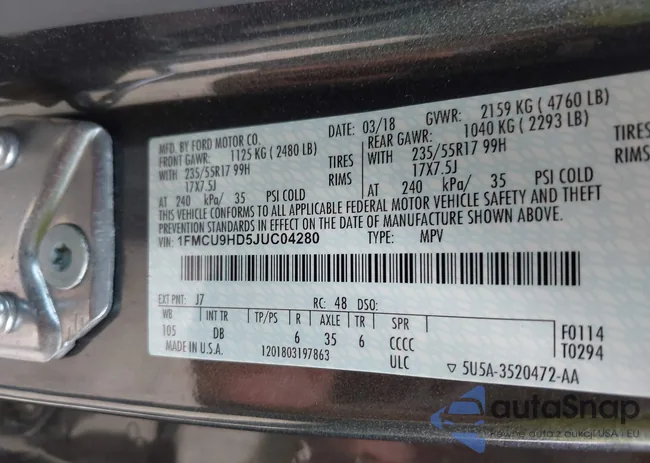 MFD. BY FORD MOTOR CO. DATE: 03/18 GVWR: 2159 KG ( 4760 LB)
FRONT GAWR: 1125 KG ( 2480 LB) REAR GAWR: 1040 KG ( 2293 LB)
WITH 235/55R17 99H TIRES WITH 235/55R17 99H TIRES
17X7.5J RIMS 17X7.5J RIMS
AT 240 kPa/ 35 PSI COLD AT 240 kPa/ 35 PSI COLD
THIS VEHICLE CONFORMS TO ALL APPLICABLE FEDERAL MOTOR VEHICLE SAFETY AND THEFT
PREVENTION STANDARDS IN EFFECT ON THE DATE OF MANUFACTURE SHOWN ABOVE.
VIN: 1FMCU9HD5JUC04280 TYPE: MPV
EXT PNT: J7 RC: 48 DSO:
WB INT TR TP/PS R AXLE TR SPR
105 DB 6 35 6 CCCC
F0114
T0294
MADE IN U.S.A. 1201803197863 ULC 5U5A-3520472-AA
autoSnap
Pewne auta z aukcji USA i EU